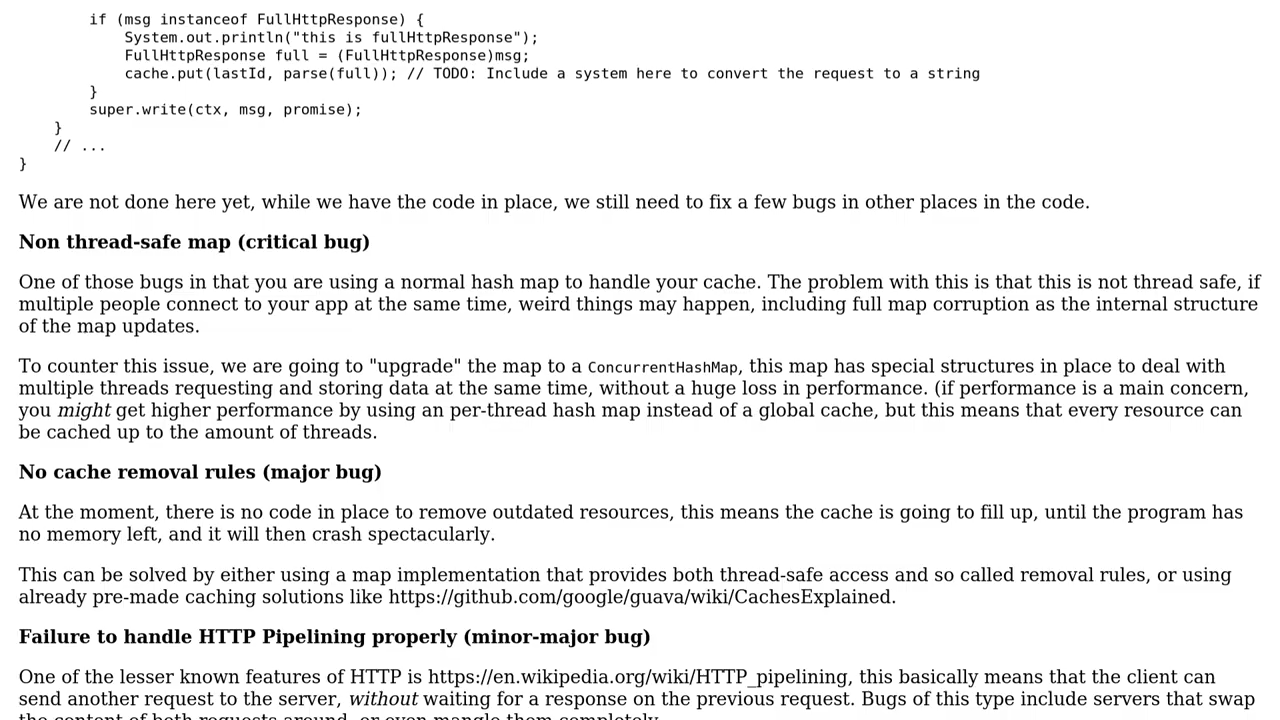 if (msg instanceof FullHttpResponse) {
System.out.println("this is fullHttpResponse");
FullHttpResponse full = (FullHttpResponse)msg;
cache.put(lastId, parse(full)); // TODO: Include a system here to convert the request to a string
}
super.write(ctx, msg, promise);
}
// ...
}
We are not done here yet, while we have the code in place, we still need to fix a few bugs in other places in the code.
Non thread-safe map (critical bug)
One of those bugs in that you are using a normal hash map to handle your cache. The problem with this is that this is not thread safe, if
multiple people connect to your app at the same time, weird things may happen, including full map corruption as the internal structure
of the map updates.
To counter this issue, we are going to "upgrade" the map to a ConcurrentHashMap, this map has special structures in place to deal with
multiple threads requesting and storing data at the same time, without a huge loss in performance. (if performance is a main concern,
you might get higher performance by using an per-thread hash map instead of a global cache, but this means that every resource can
be cached up to the amount of threads.
No cache removal rules (major bug)
At the moment, there is no code in place to remove outdated resources, this means the cache is going to fill up, until the program has
no memory left, and it will then crash spectacularly.
This can be solved by either using a map implementation that provides both thread-safe access and so called removal rules, or using
already pre-made caching solutions like https://github.com/google/guava/wiki/CachesExplained.
Failure to handle HTTP Pipelining properly (minor-major bug)
One of the lesser known features of HTTP is https://en.wikipedia.org/wiki/HTTP_pipelining, this basically means that the client can
send another request to the server, without waiting for a response on the previous request. Bugs of this type include servers that swap
the content of both requests around, or even mangle them completely.